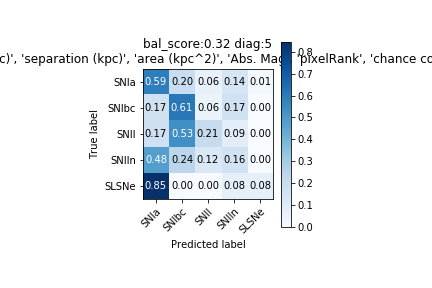 bal_score:0.32 diag:5
c)', 'separation (kpc)', 'area (kpc^2)', 'Abs. Mag 'pixelRank', 'chance co
0.8
SNIa 0.59 0.20 0.06 0.14 0.01
0.7
SNIbc 0.17 0.61 0.06 0.17 0.00
0.6
0.5
SNII 0.17 0.53 0.21 0.09 0.00
0.4
0.3
SNIIn 0.48 0.24 0.12 0.16 0.00
0.2
SLSNe 0.85 0.00 0.00 0.08 0.08
0.1
0.0
True label
SNIa SNIbc SNII SNIIn SLSNe
Predicted label